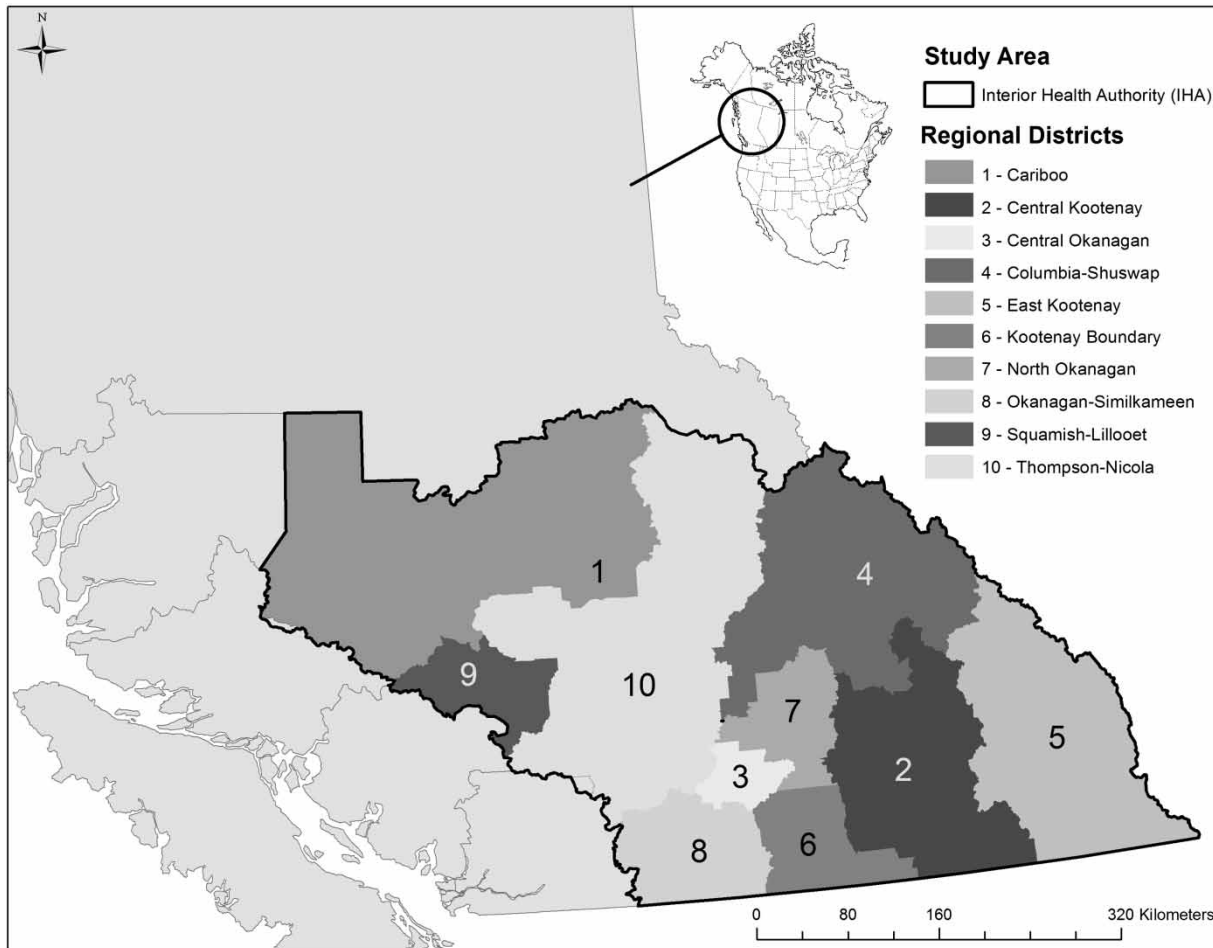 N
Study Area
Interior Health Authority (IHA)
Regional Districts
1 - Cariboo
2 - Central Kootenay
3 - Central Okanagan
4 - Columbia-Shuswap
5 - East Kootenay
6 - Kootenay Boundary
7 - North Okanagan
8 - Okanagan-Similkameen
9 - Squamish-Lillooet
10 - Thompson-Nicola
1
4
9
10
7
5
3
2
8
6
0 80 160 320 Kilometers